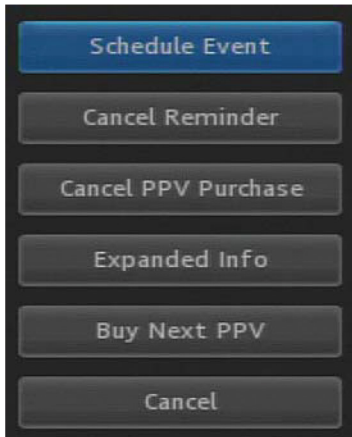 Schedule Event
Cancel Reminder
Cancel PPV Purchase
Expanded Info
Buy Next PPV
Cancel